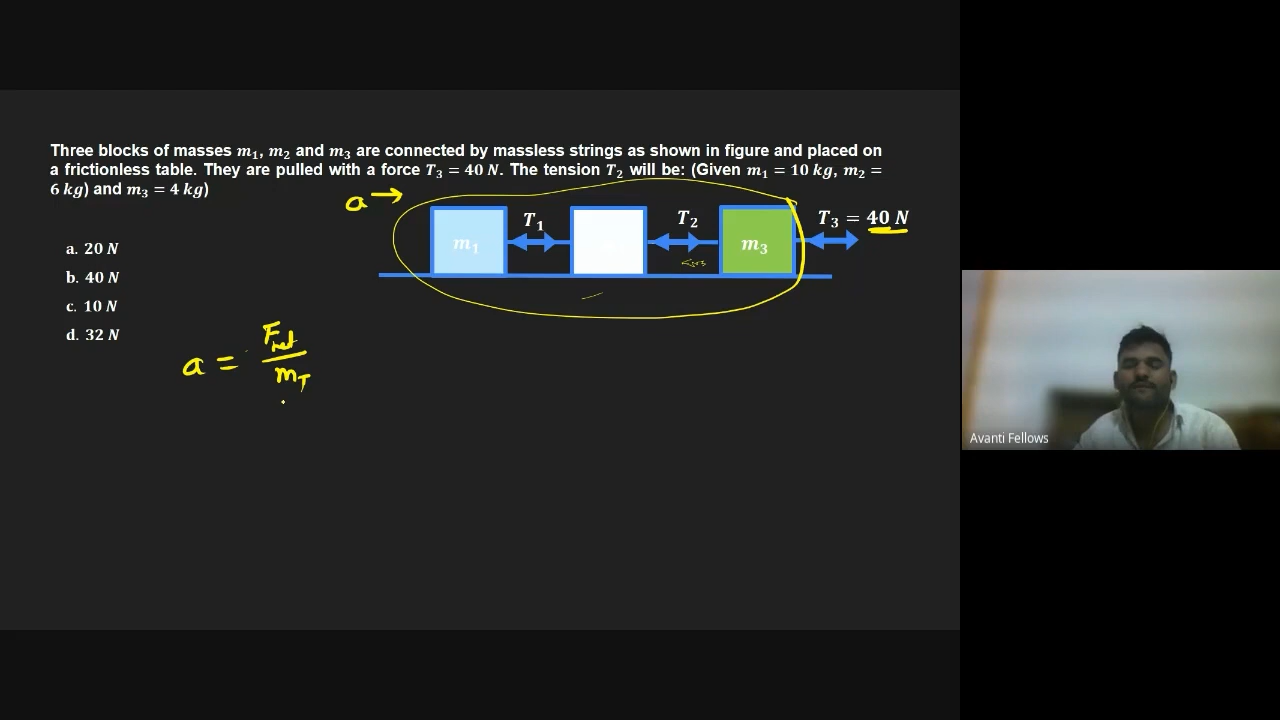 Three blocks of masses m₁, m₂ and m₃ are connected by massless strings as shown in figure and placed on
a frictionless table. They are pulled with a force T₃ = 40 N. The tension T₂ will be: (Given m₁ = 10 kg, m₂ =
6 kg) and m₃ = 4 kg)
a →
T₁
T₂
T₃ = 40 N
m₁
m₃
a. 20 N
b. 40 N
c. 10 N
d. 32 N
a = Fnet / mT
Avanti Fellows